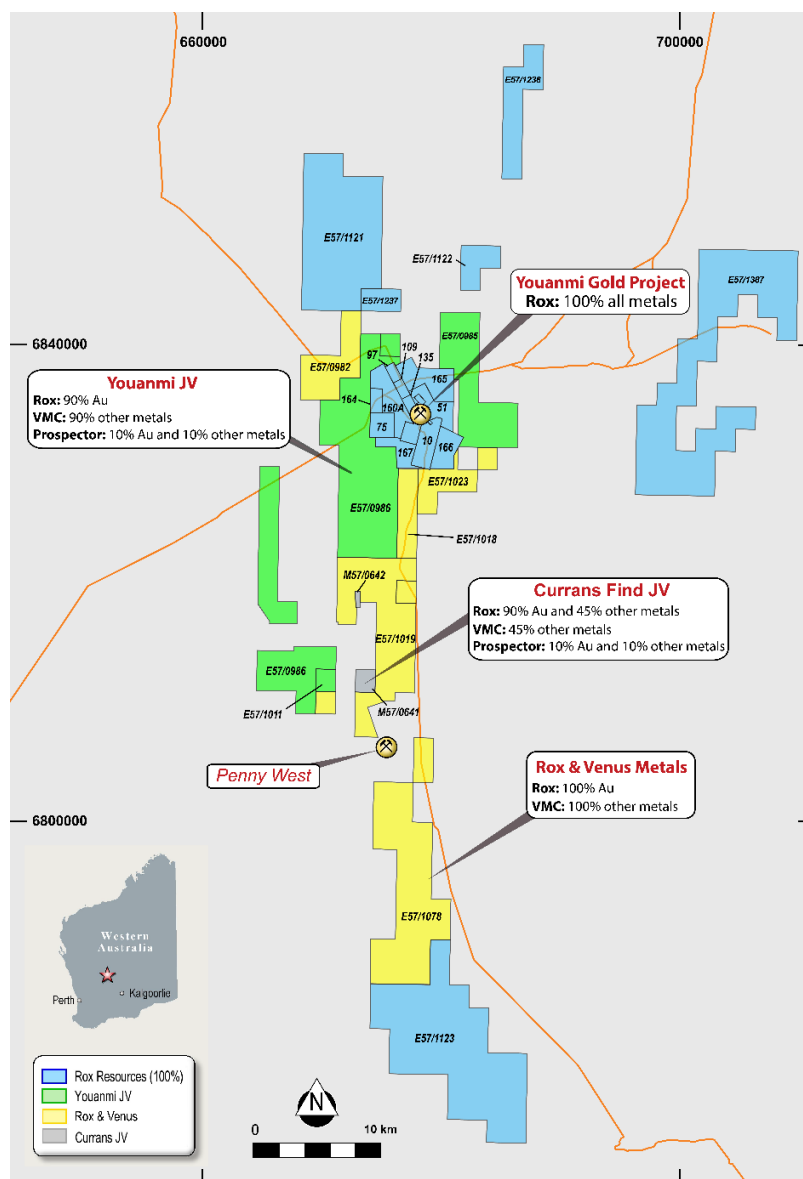 660000
700000
E57/1236
E57/1121
E57/1122
E57/1387
E57/1237
Youanmi Gold Project
Rox: 100% all metals
E57/0985
6840000
109
97
135
E57/0982
165
Youanmi JV
Rox: 90% Au
VMC: 90% other metals
Prospector: 10% Au and 10% other metals
164
160A
51
75
10
166
167
E57/1023
E57/0986
E57/1018
M57/0642
Currans Find JV
Rox: 90% Au and 45% other metals
VMC: 45% other metals
Prospector: 10% Au and 10% other metals
E57/1019
E57/0986
E57/1011
M57/0641
Penny West
Rox & Venus Metals
Rox: 100% Au
VMC: 100% other metals
6800000
E57/1078
Western
Australia
Perth
Kalgoorlie
E57/1123
Rox Resources (100%)
Youanmi JV
Rox & Venus
Currans JV
N
0
10 km